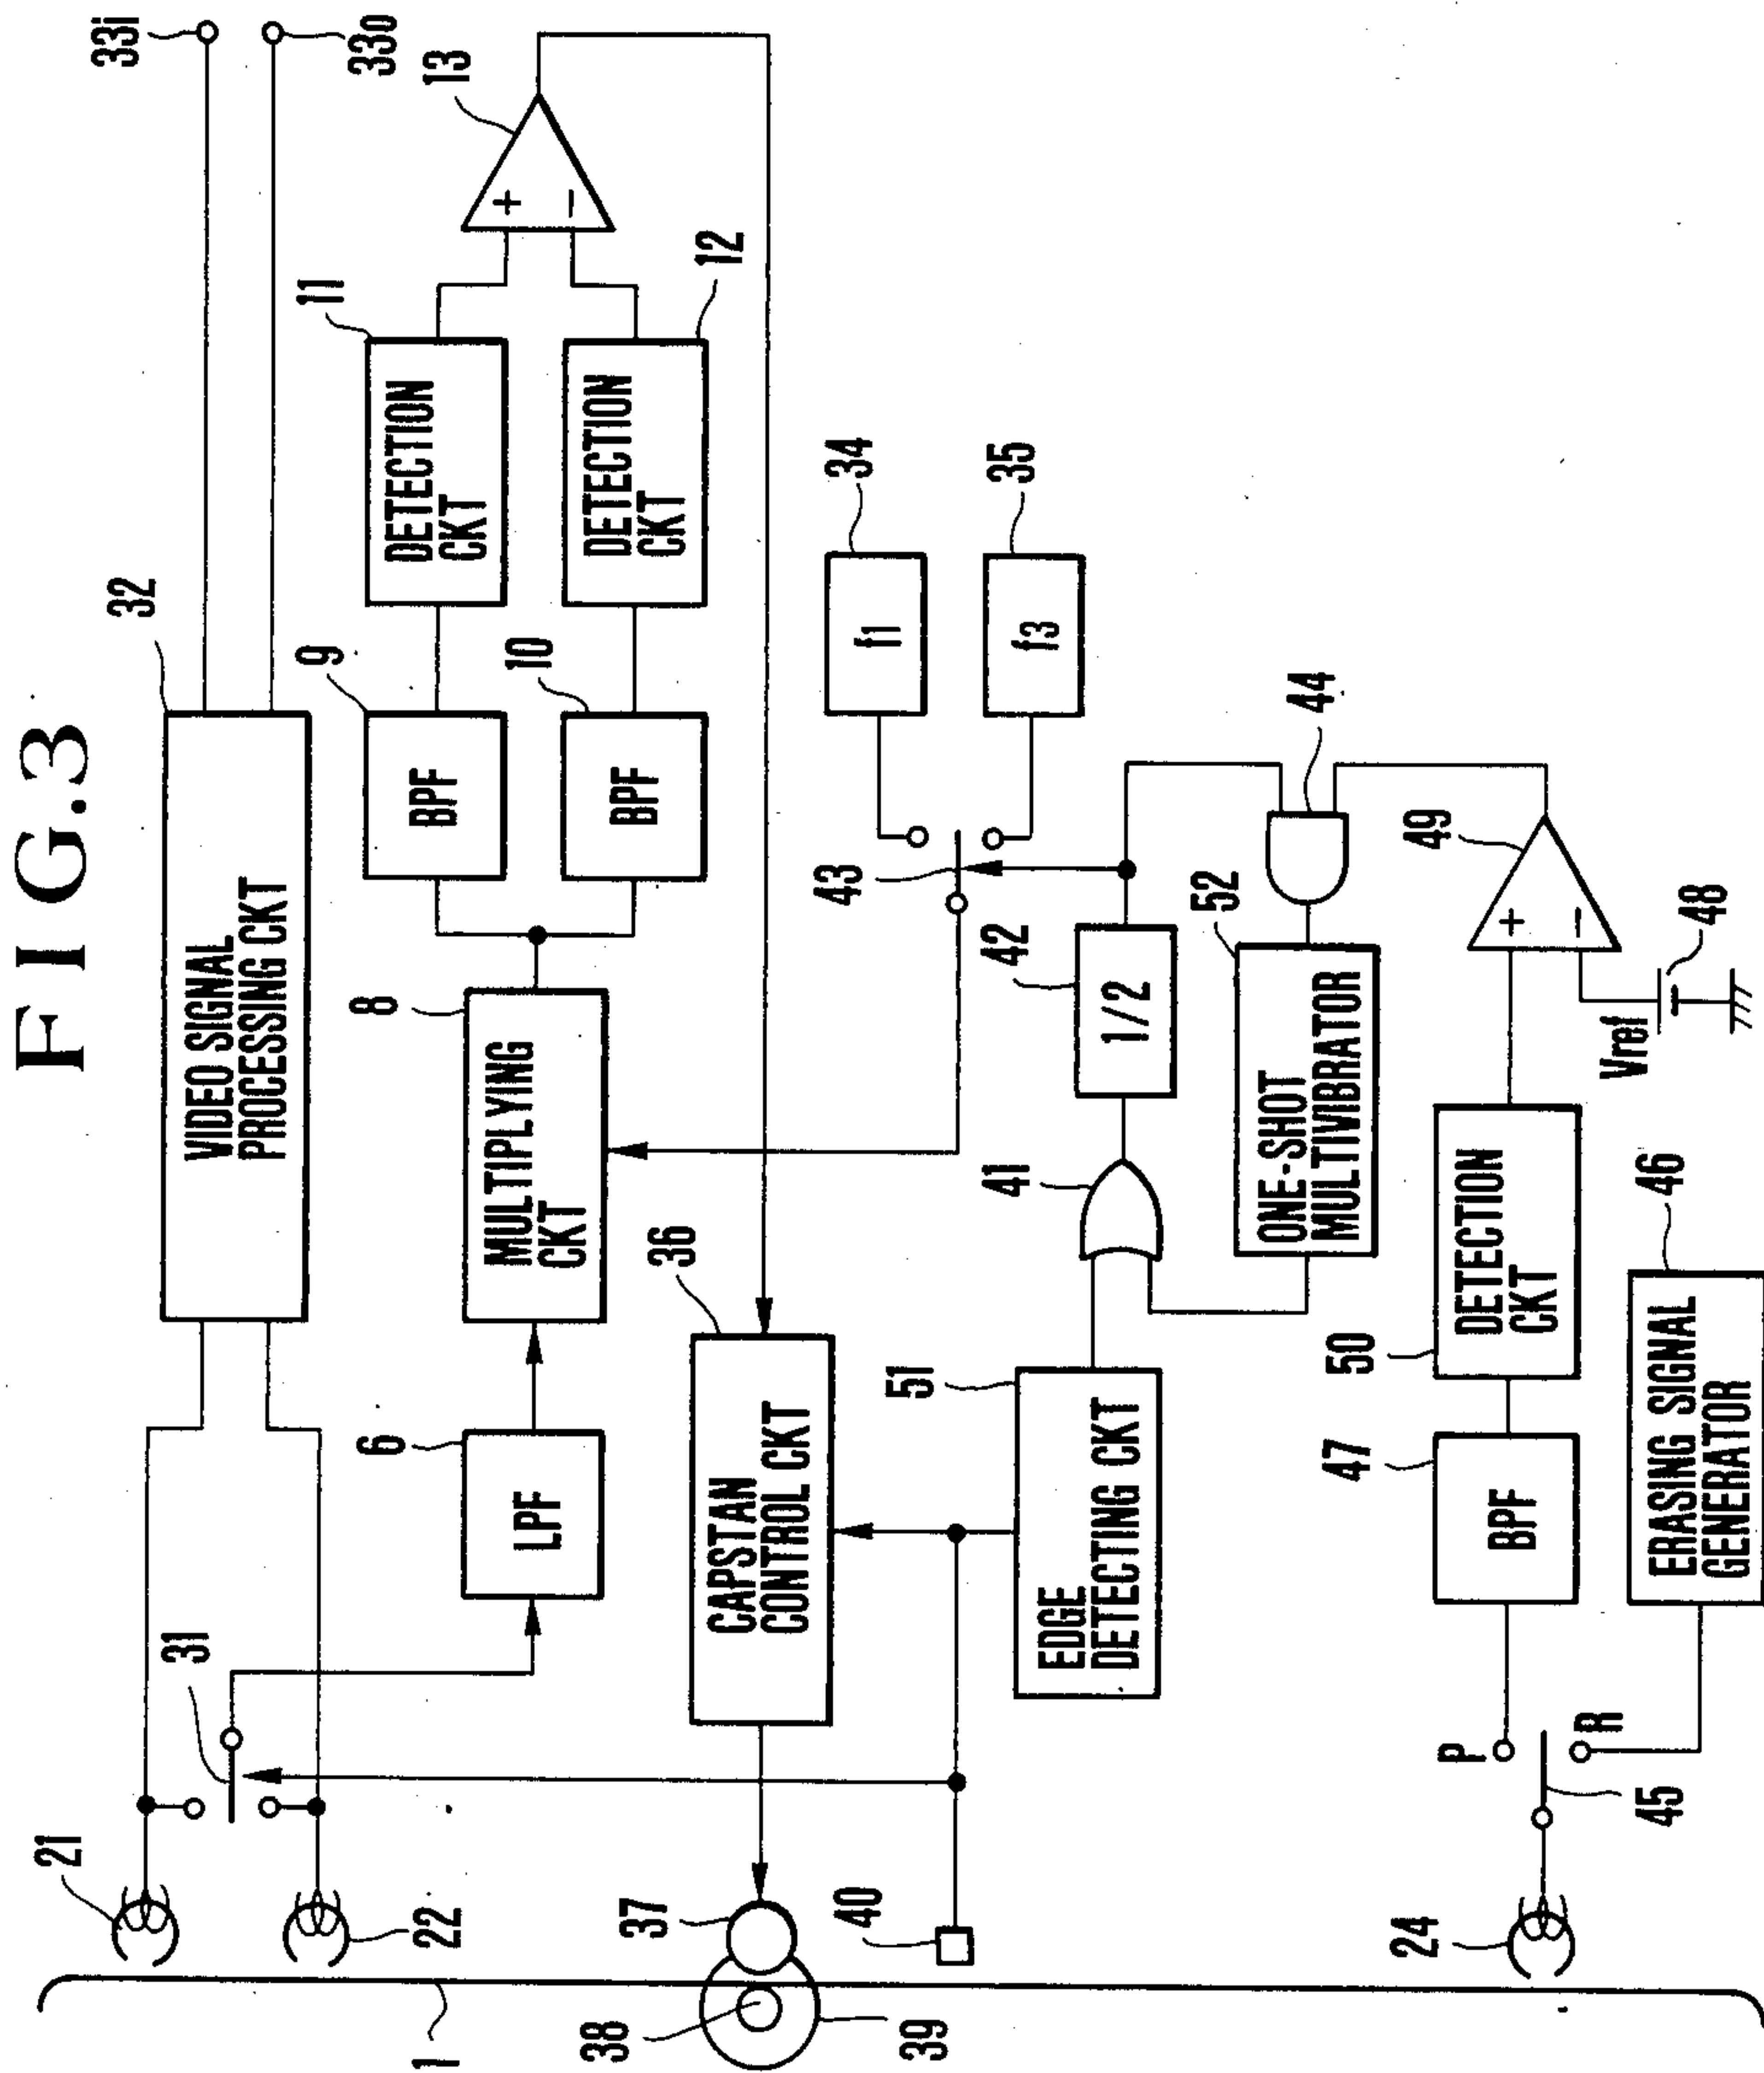 FIG.3
33i
33o
32
VIDEO SIGNAL
PROCESSING CKT
21
22
31
6
LPF
8
MULTIPLYING
CKT
9
BPF
10
BPF
11
DETECTION
CKT
12
DETECTION
CKT
13
+
−
36
CAPSTAN
CONTROL CKT
34
f1
35
f3
43
37
38
39
1
40
51
EDGE
DETECTING CKT
41
42
1/2
44
52
ONE-SHOT
MULTIVIBRATOR
49
+
−
48
Vref
50
DETECTION
CKT
47
BPF
46
ERASING SIGNAL
GENERATOR
P
R
45
24